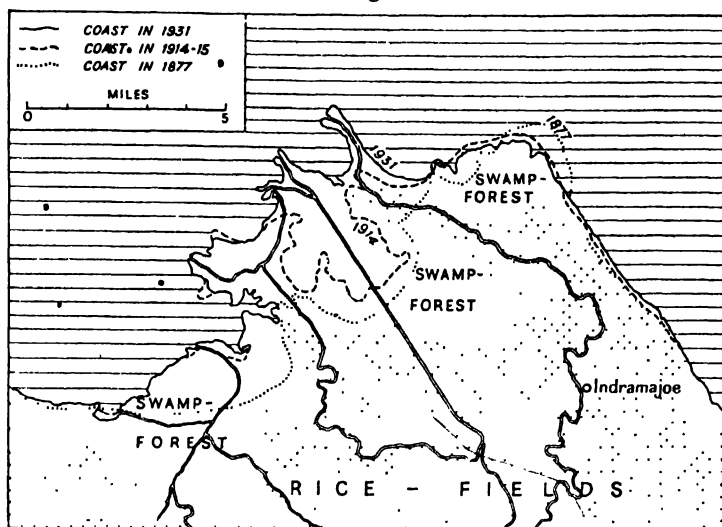 COAST IN 1931
COAST. IN 1914-15
COAST IN 1877
MILES
0 5
1877
1931
SWAMP-
FOREST
1914
SWAMP-
FOREST
Indramajoe
SWAMP-
FOREST
RICE - FIELDS